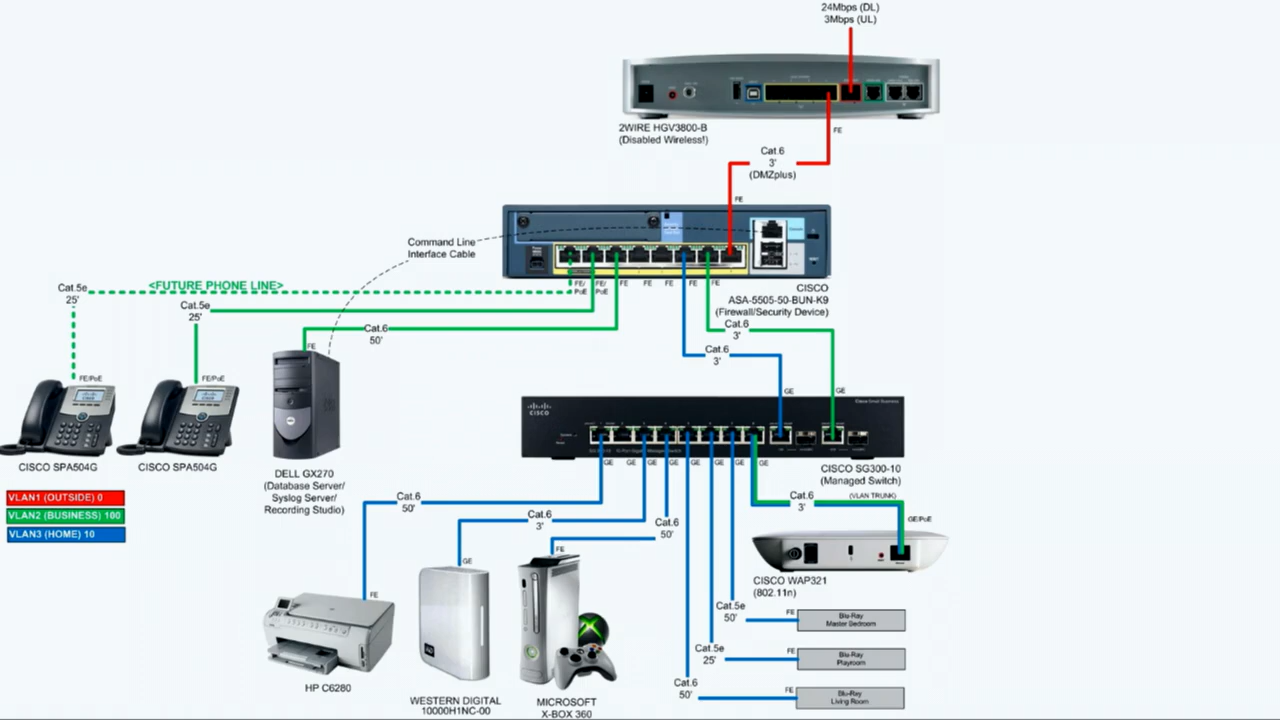 24Mbps (DL)
3Mbps (UL)
2WIRE HGV3800-B
(Disabled Wireless!)
FE
Cat.6
3'
(DMZplus)
FE
Command Line
Interface Cable
CISCO
ASA-5505-50-BUN-K9
(Firewall/Security Device)
FE/
PoE
FE/
PoE
FE
FE
FE
FE
FE
<FUTURE PHONE LINE>
Cat.5e
25'
Cat.5e
25'
Cat.6
50'
Cat.6
3'
Cat.6
3'
FE
FE/PoE
FE/PoE
GE
GE
CISCO SPA504G
CISCO SPA504G
DELL GX270
(Database Server/
Syslog Server/
Recording Studio)
CISCO
Cisco Small Business
CISCO SG300-10
(Managed Switch)
GE
GE
GE
GE
GE
GE
GE
GE
VLAN1 (OUTSIDE) 0
VLAN2 (BUSINESS) 100
VLAN3 (HOME) 10
Cat.6
50'
Cat.6
3'
Cat.6
50'
Cat.6
3'
(VLAN TRUNK)
GE/PoE
FE
GE
FE
CISCO WAP321
(802.11n)
Cat.5e
50'
FE
Blu-Ray
Master Bedroom
Cat.5e
25'
FE
Blu-Ray
Playroom
Cat.6
50'
FE
Blu-Ray
Living Room
HP C6280
WESTERN DIGITAL
10000H1NC-00
MICROSOFT
X-BOX 360